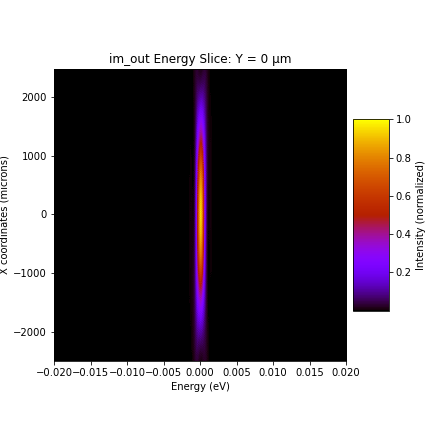 im_out Energy Slice: Y = 0 μm
2000
1000
0
−1000
−2000
X coordinates (microns)
−0.020−0.015−0.010−0.005 0.000 0.005 0.010 0.015 0.020
Energy (eV)
1.0
0.8
0.6
0.4
0.2
Intensity (normalized)